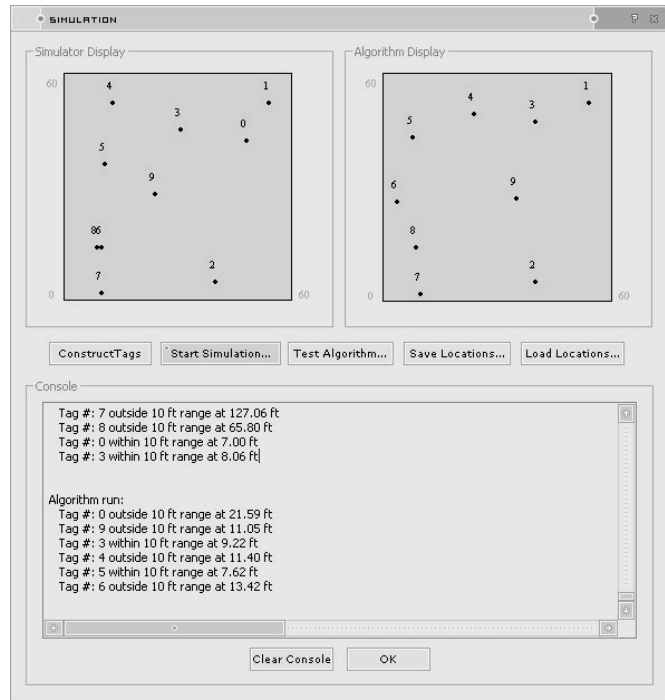 SIMULATION
?
Simulator Display
60
4
1
3
0
5
9
86
2
7
0
60
Algorithm Display
60
1
4
3
5
9
6
8
2
7
0
60
ConstructTags
Start Simulation...
Test Algorithm...
Save Locations...
Load Locations...
Console
Tag #: 7 outside 10 ft range at 127.06 ft
Tag #: 8 outside 10 ft range at 65.80 ft
Tag #: 0 within 10 ft range at 7.00 ft
Tag #: 3 within 10 ft range at 8.06 ft
Algorithm run:
Tag #: 0 outside 10 ft range at 21.59 ft
Tag #: 9 outside 10 ft range at 11.05 ft
Tag #: 3 within 10 ft range at 9.22 ft
Tag #: 4 outside 10 ft range at 11.40 ft
Tag #: 5 within 10 ft range at 7.62 ft
Tag #: 6 outside 10 ft range at 13.42 ft
Clear Console
OK